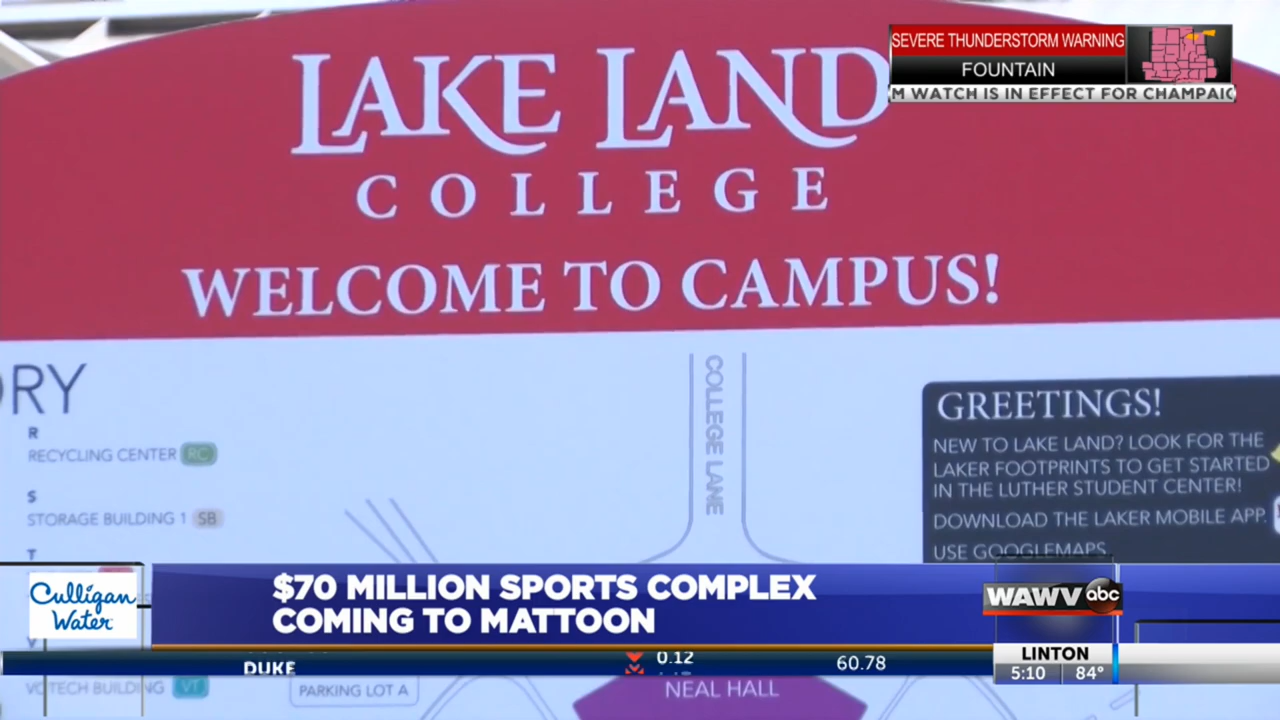 LAKE LAND
COLLEGE
WELCOME TO CAMPUS!
SEVERE THUNDERSTORM WARNING
FOUNTAIN
M WATCH IS IN EFFECT FOR CHAMPAIG
RY
R
RECYCLING CENTER RC
S
STORAGE BUILDING 1 SB
T
V
VOTECH BUILDING VT
COLLEGE LANE
GREETINGS!
NEW TO LAKE LAND? LOOK FOR THE
LAKER FOOTPRINTS TO GET STARTED
IN THE LUTHER STUDENT CENTER!
DOWNLOAD THE LAKER MOBILE APP.
USE GOOGLEMAPS
PARKING LOT A
NEAL HALL
Culligan
Water
$70 MILLION SPORTS COMPLEX
COMING TO MATTOON
WAWV abc
DUKE 0.12 60.78
LINTON
5:10 84°